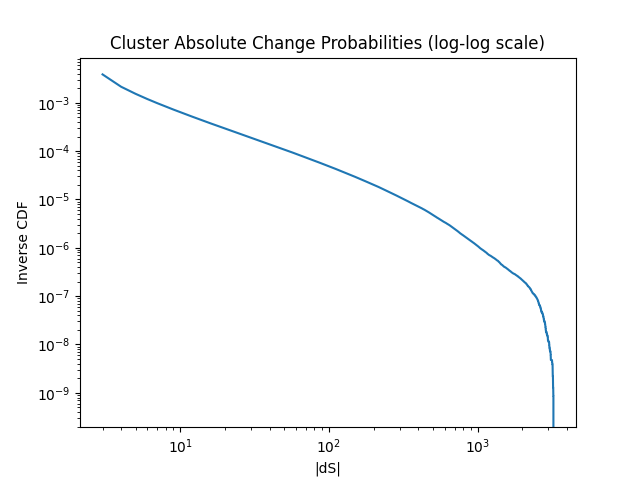 Cluster Absolute Change Probabilities (log-log scale)
Inverse CDF
10⁻³
10⁻⁴
10⁻⁵
10⁻⁶
10⁻⁷
10⁻⁸
10⁻⁹
10¹ 10² 10³
|dS|